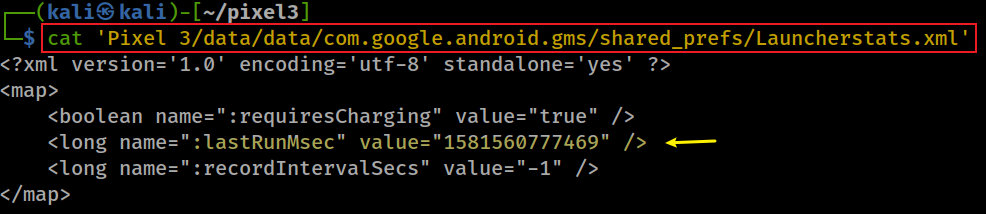 ┌──(kali㉿kali)-[~/pixel3]
└─$ cat 'Pixel 3/data/data/com.google.android.gms/shared_prefs/Launcherstats.xml'
<?xml version='1.0' encoding='utf-8' standalone='yes' ?>
<map>
    <boolean name=":requiresCharging" value="true" />
    <long name=":lastRunMsec" value="1581560777469" />
    <long name=":recordIntervalSecs" value="-1" />
</map>